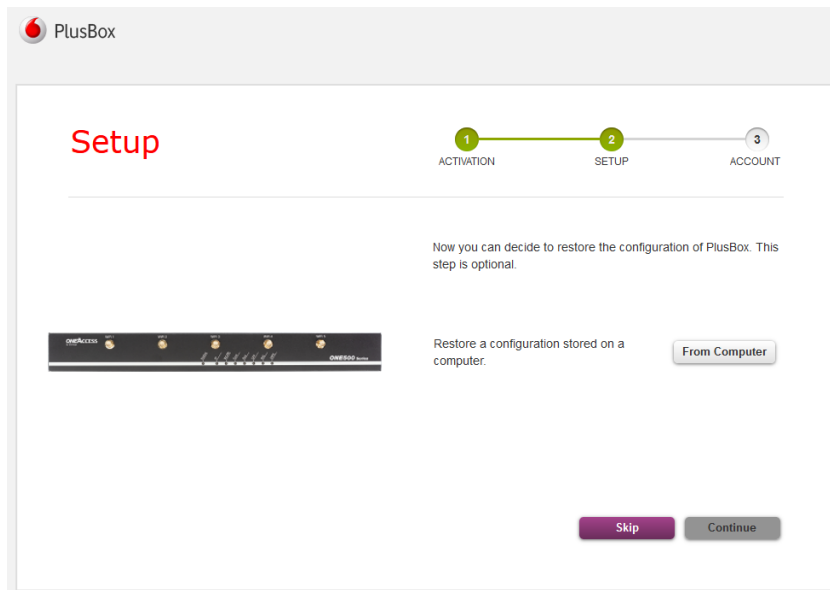 PlusBox
Setup
1
2
3
ACTIVATION
SETUP
ACCOUNT
Now you can decide to restore the configuration of PlusBox. This
step is optional.
ONEACCESS
ONE500
Restore a configuration stored on a
computer.
From Computer
Skip
Continue